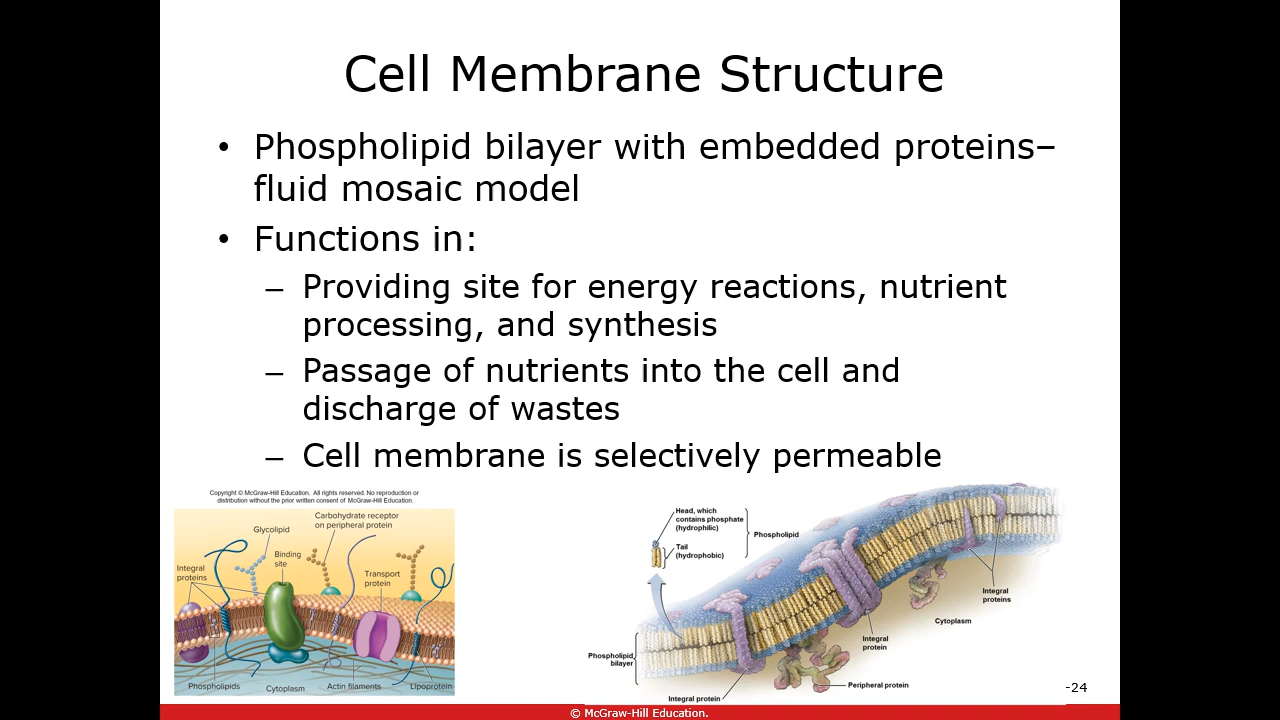 Cell Membrane Structure
• Phospholipid bilayer with embedded proteins–
fluid mosaic model
• Functions in:
– Providing site for energy reactions, nutrient
processing, and synthesis
– Passage of nutrients into the cell and
discharge of wastes
– Cell membrane is selectively permeable
Copyright © McGraw-Hill Education. All rights reserved. No reproduction or
distribution without the prior written consent of McGraw-Hill Education.
Carbohydrate receptor
on peripheral protein
Glycolipid
Binding
site
Integral
proteins
Transport
protein
Phospholipids
Cytoplasm
Actin filaments
Lipoprotein
Head, which
contains phosphate
(hydrophilic)
Phospholipid
Tail
(hydrophobic)
Integral
proteins
Cytoplasm
Integral
protein
Phospholipid
bilayer
Peripheral protein
Integral protein
-24
© McGraw-Hill Education.